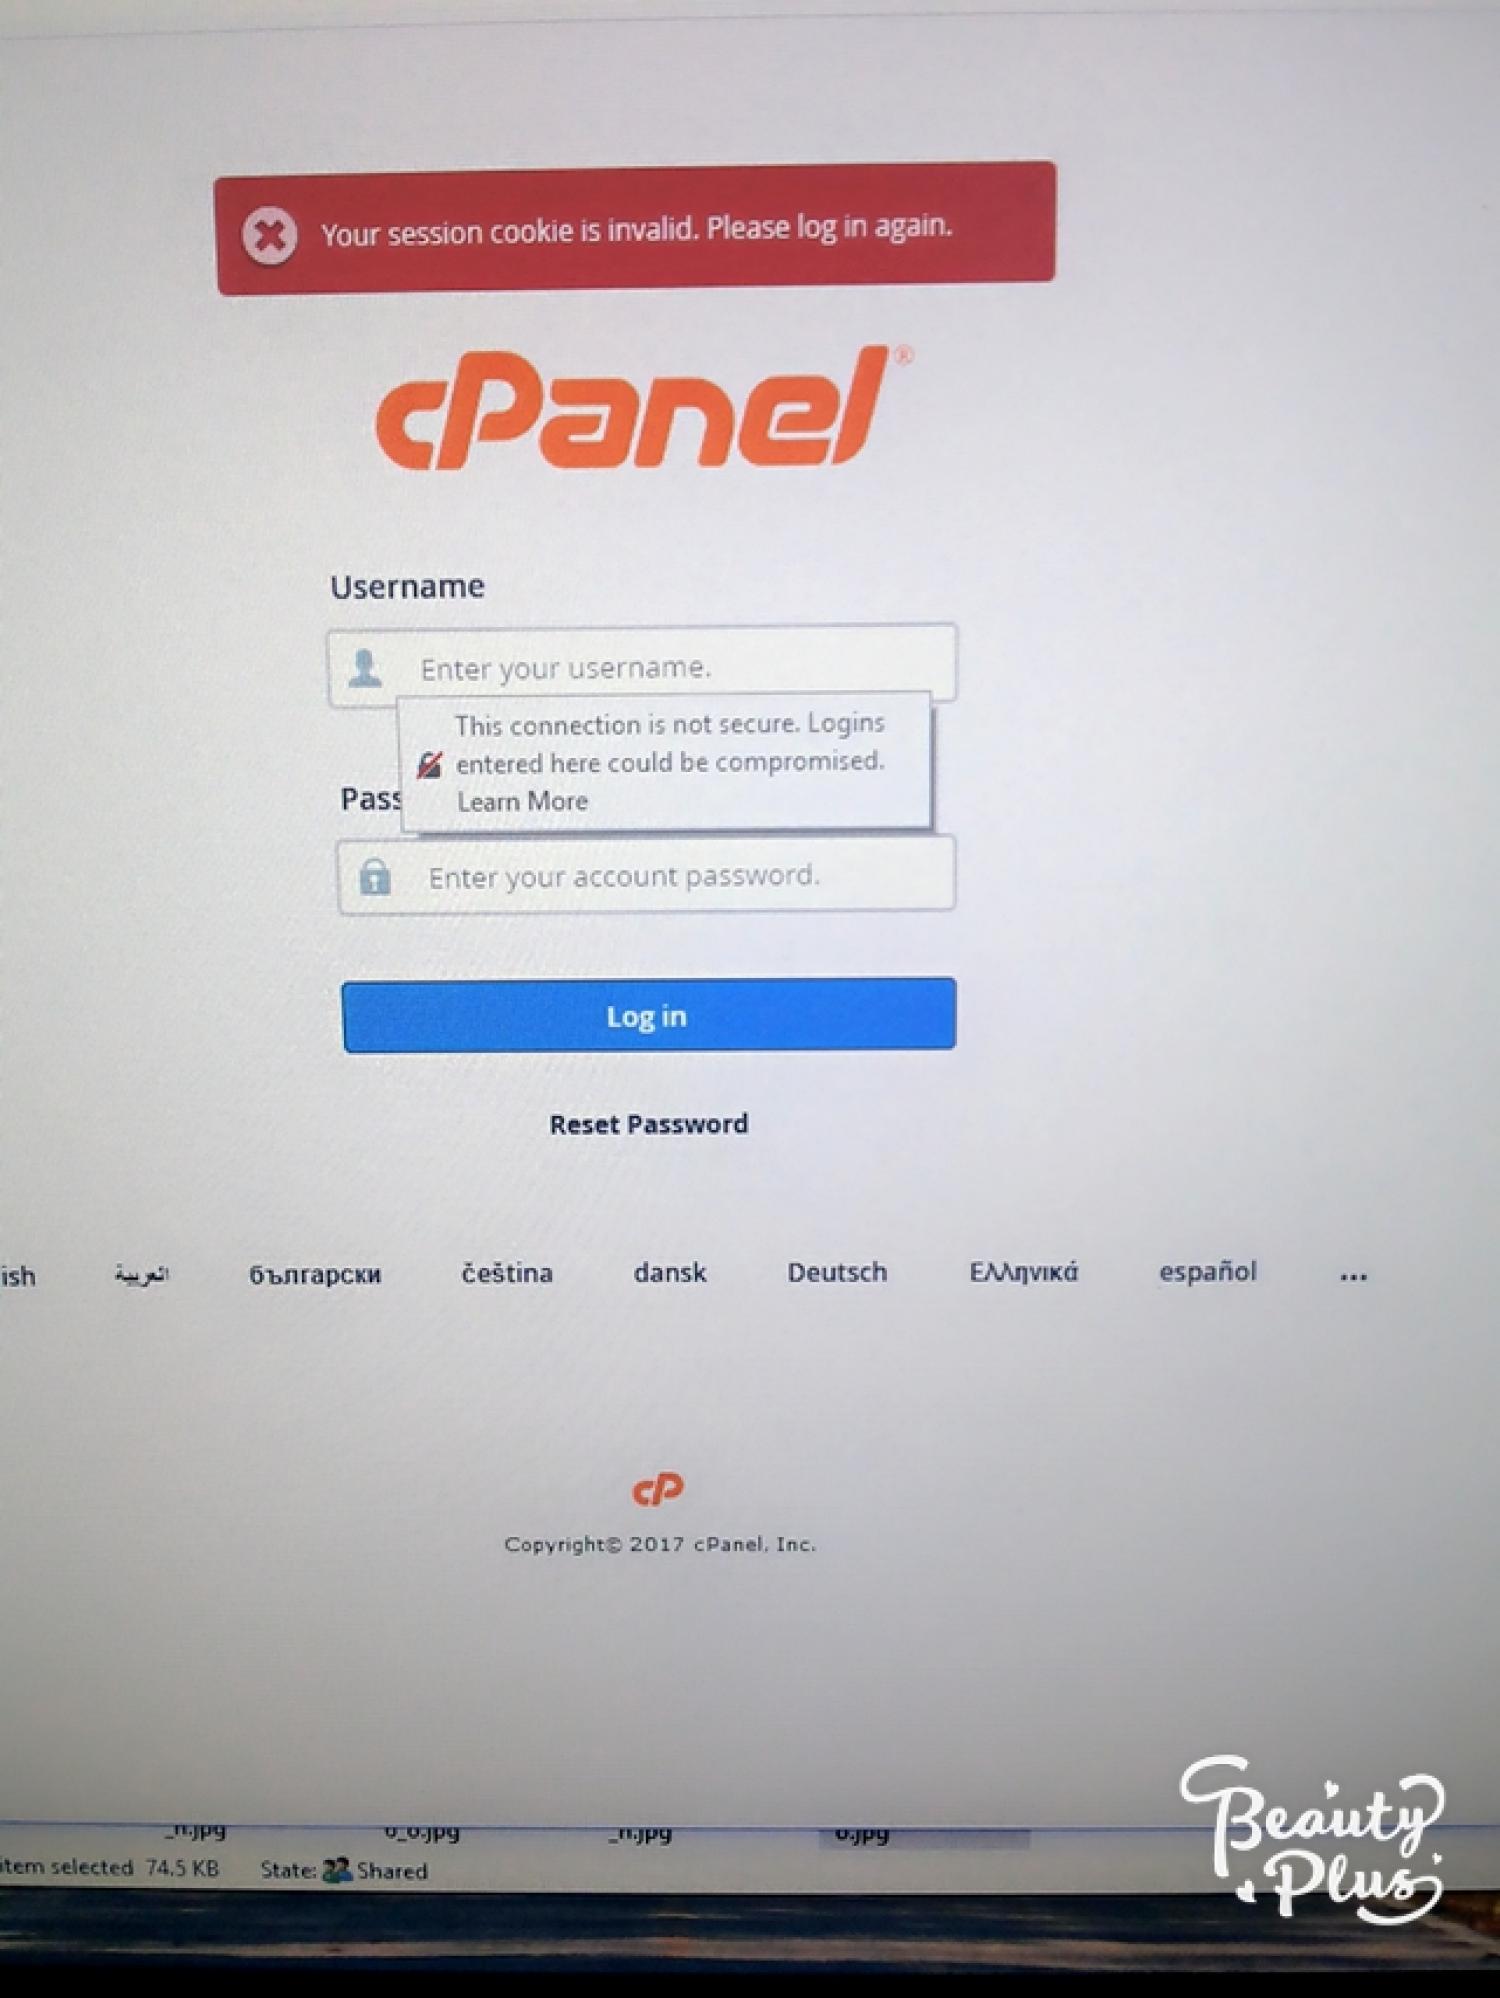 Your session cookie is invalid. Please log in again.
cPanel®
Username
Enter your username.
This connection is not secure. Logins
entered here could be compromised.
Learn More
Pass
Enter your account password.
Log in
Reset Password
ish العربية български čeština dansk Deutsch Ελληνικά español ...
cP
Copyright© 2017 cPanel, Inc.
_n.jpg o_o.jpg _n.jpg o.jpg
item selected 74,5 KB State: Shared
Beauty
Plus